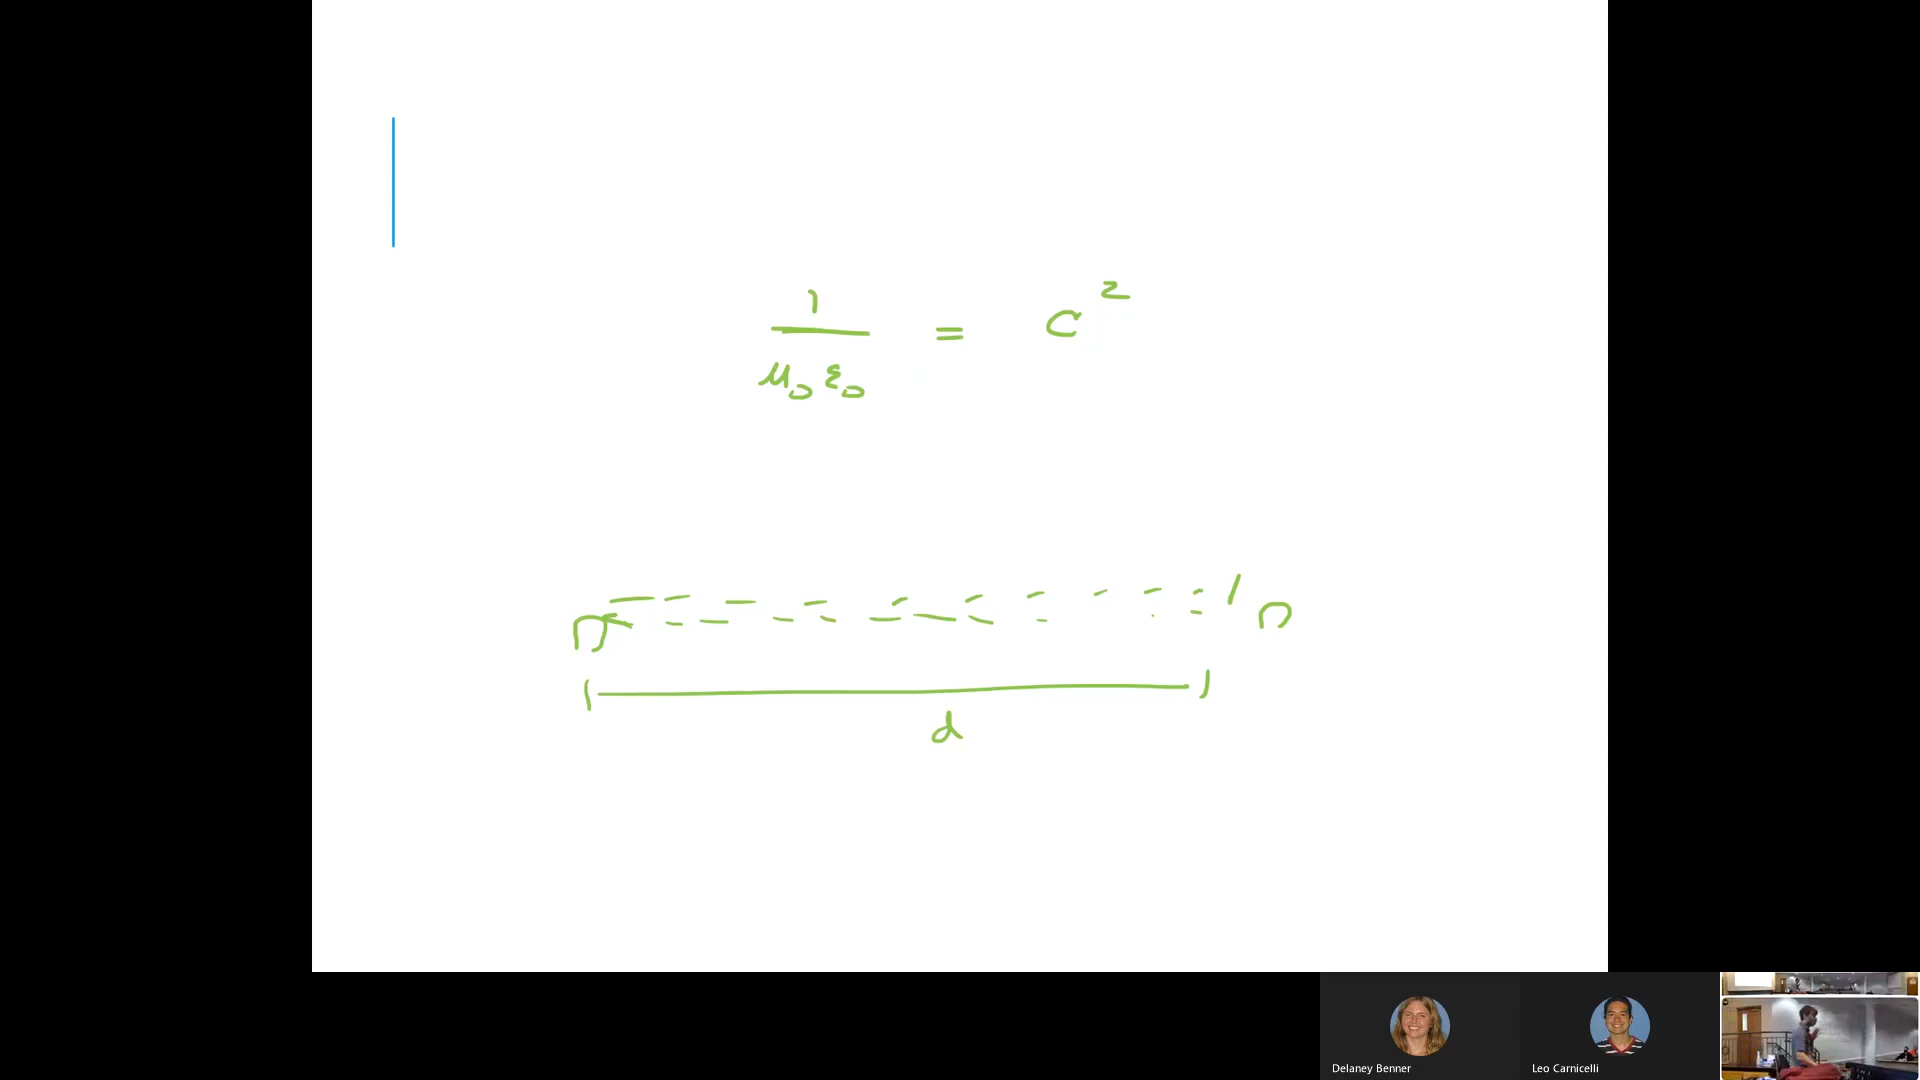 1
— = c²
μ₀ε₀
d
Delaney Benner
Leo Carnicelli